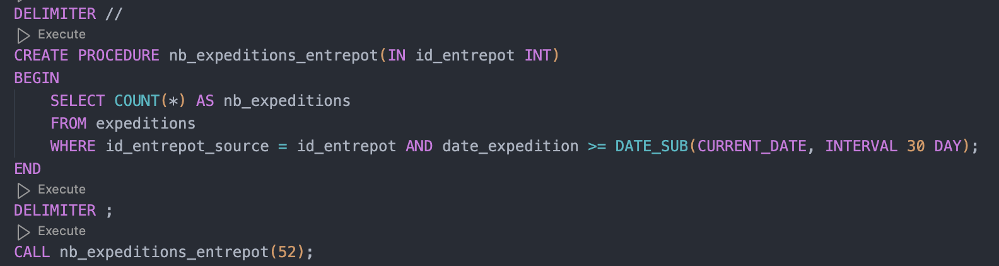 DELIMITER //
Execute
CREATE PROCEDURE nb_expeditions_entrepot(IN id_entrepot INT)
BEGIN
SELECT COUNT(*) AS nb_expeditions
FROM expeditions
WHERE id_entrepot_source = id_entrepot AND date_expedition >= DATE_SUB(CURRENT_DATE, INTERVAL 30 DAY);
END
Execute
DELIMITER ;
Execute
CALL nb_expeditions_entrepot(52);